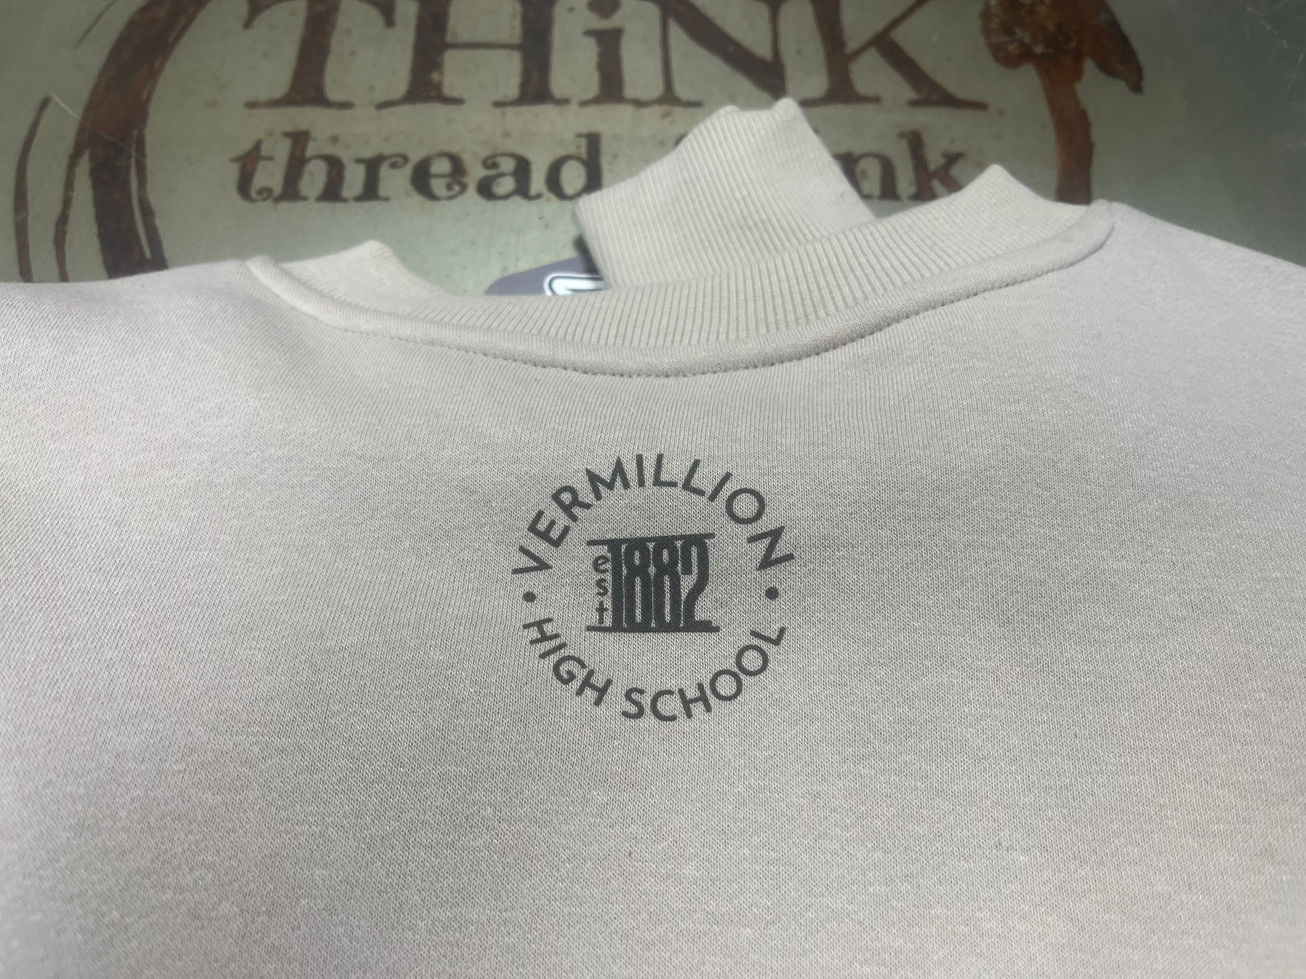 THiNK
thread
VERMILLION
est
1882
• HIGH SCHOOL •